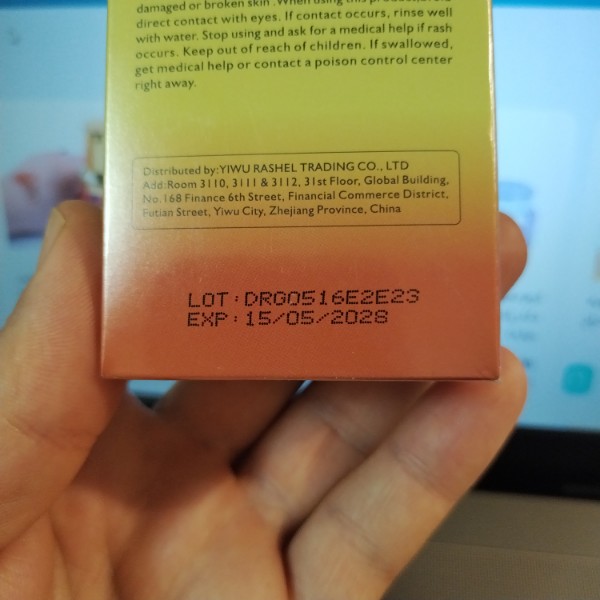 damaged or broken skin .When using this product,
direct contact with eyes. If contact occurs, rinse well
with water. Stop using and ask for a medical help if rash
occurs. Keep out of reach of children. If swallowed,
get medical help or contact a poison control center
right away.
Distributed by:YIWU RASHEL TRADING CO., LTD
Add:Room 3110, 3111 & 3112, 31st Floor, Global Building,
No.168 Finance 6th Street, Financial Commerce District,
Futian Street, Yiwu City, Zhejiang Province, China
LOT:DRG0516E2E23
EXP:15/05/2028